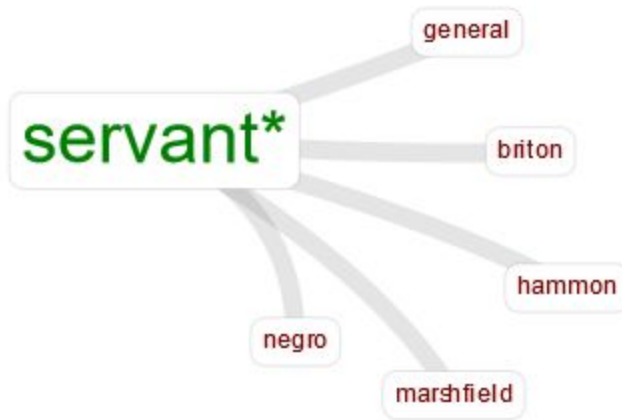 general
servant*
briton
hammon
negro
marshfield